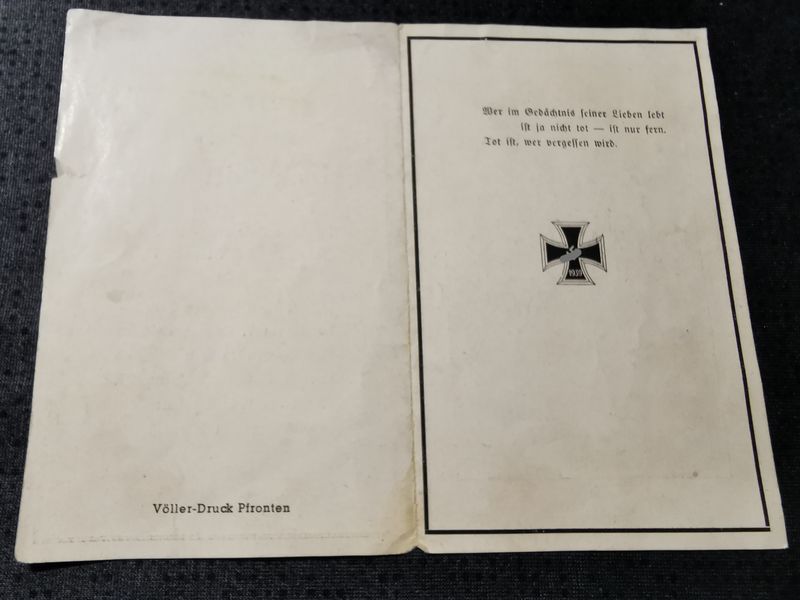 Völler-Druck Pfronten
Wer im Gedächtnis seiner Lieben lebt
ist ja nicht tot — ist nur fern.
Tot ist, wer vergessen wird.
1939